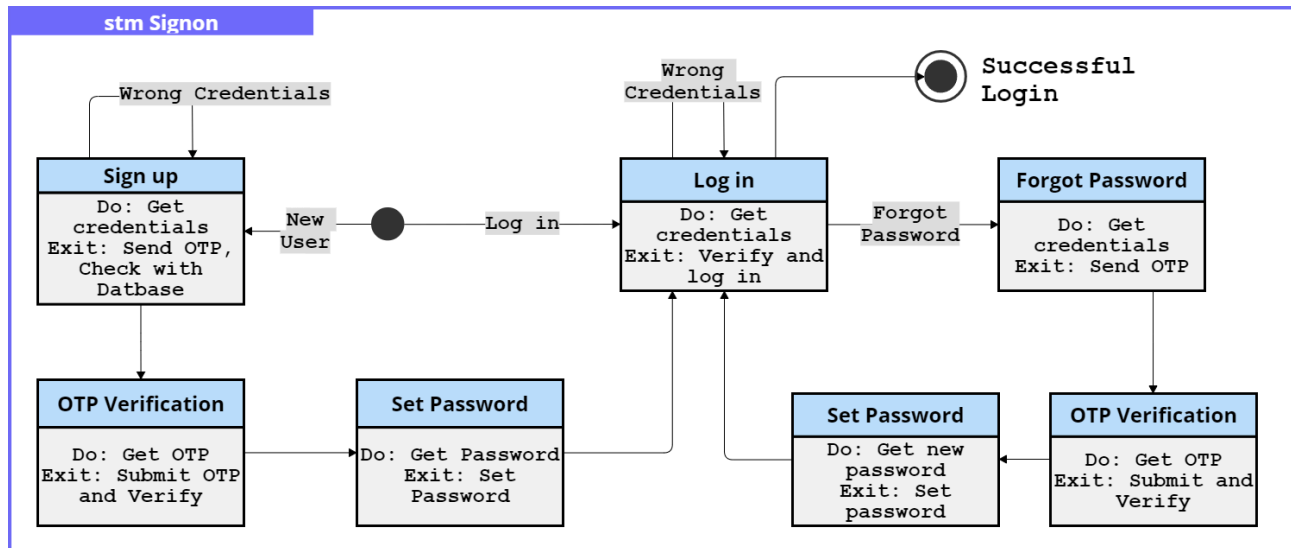 stm Signon
Wrong Credentials
Wrong
Credentials
Successful
Login
Sign up
Do: Get
credentials
Exit: Send OTP,
Check with
Datbase
New
User
Log in
Log in
Do: Get
credentials
Exit: Verify and
log in
Forgot
Password
Forgot Password
Do: Get
credentials
Exit: Send OTP
OTP Verification
Do: Get OTP
Exit: Submit OTP
and Verify
Set Password
Do: Get Password
Exit: Set
Password
Set Password
Do: Get new
password
Exit: Set
password
OTP Verification
Do: Get OTP
Exit: Submit and
Verify